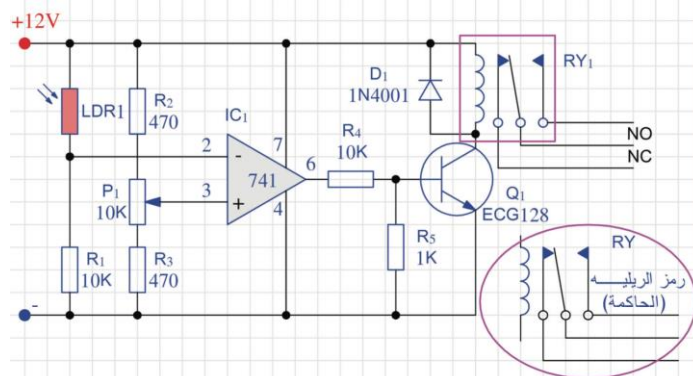 +12V
LDR1
R2
470
P1
10K
R1
10K
R3
470
IC1
2
3
-
+
741
7
4
6
R4
10K
R5
1K
D1
1N4001
Q1
ECG128
RY1
NO
NC
-
RY
رمز الريليـــه
(الحاكمة)